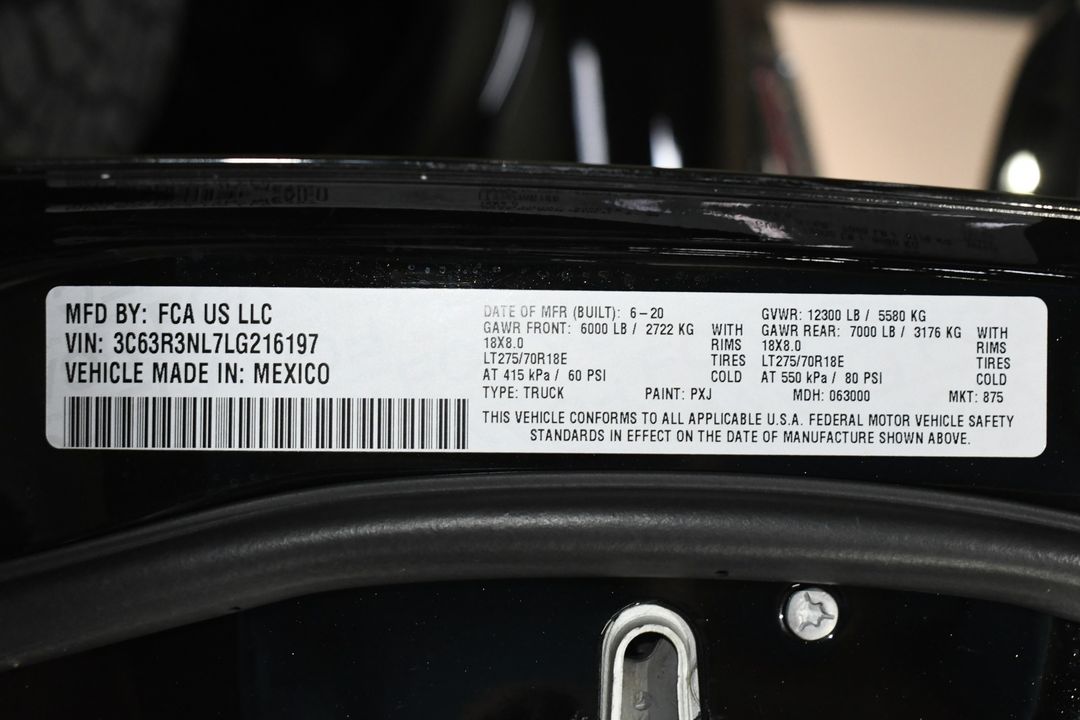 MFD BY: FCA US LLC
VIN: 3C63R3NL7LG216197
VEHICLE MADE IN: MEXICO
DATE OF MFR (BUILT): 6-20
GVWR: 12300 LB / 5580 KG
GAWR FRONT: 6000 LB / 2722 KG WITH
18X8.0 RIMS
LT275/70R18E TIRES
AT 415 kPa / 60 PSI COLD
GAWR REAR: 7000 LB / 3176 KG WITH
18X8.0 RIMS
LT275/70R18E TIRES
AT 550 kPa / 80 PSI COLD
TYPE: TRUCK PAINT: PXJ MDH: 063000 MKT: 875
THIS VEHICLE CONFORMS TO ALL APPLICABLE U.S.A. FEDERAL MOTOR VEHICLE SAFETY
STANDARDS IN EFFECT ON THE DATE OF MANUFACTURE SHOWN ABOVE.